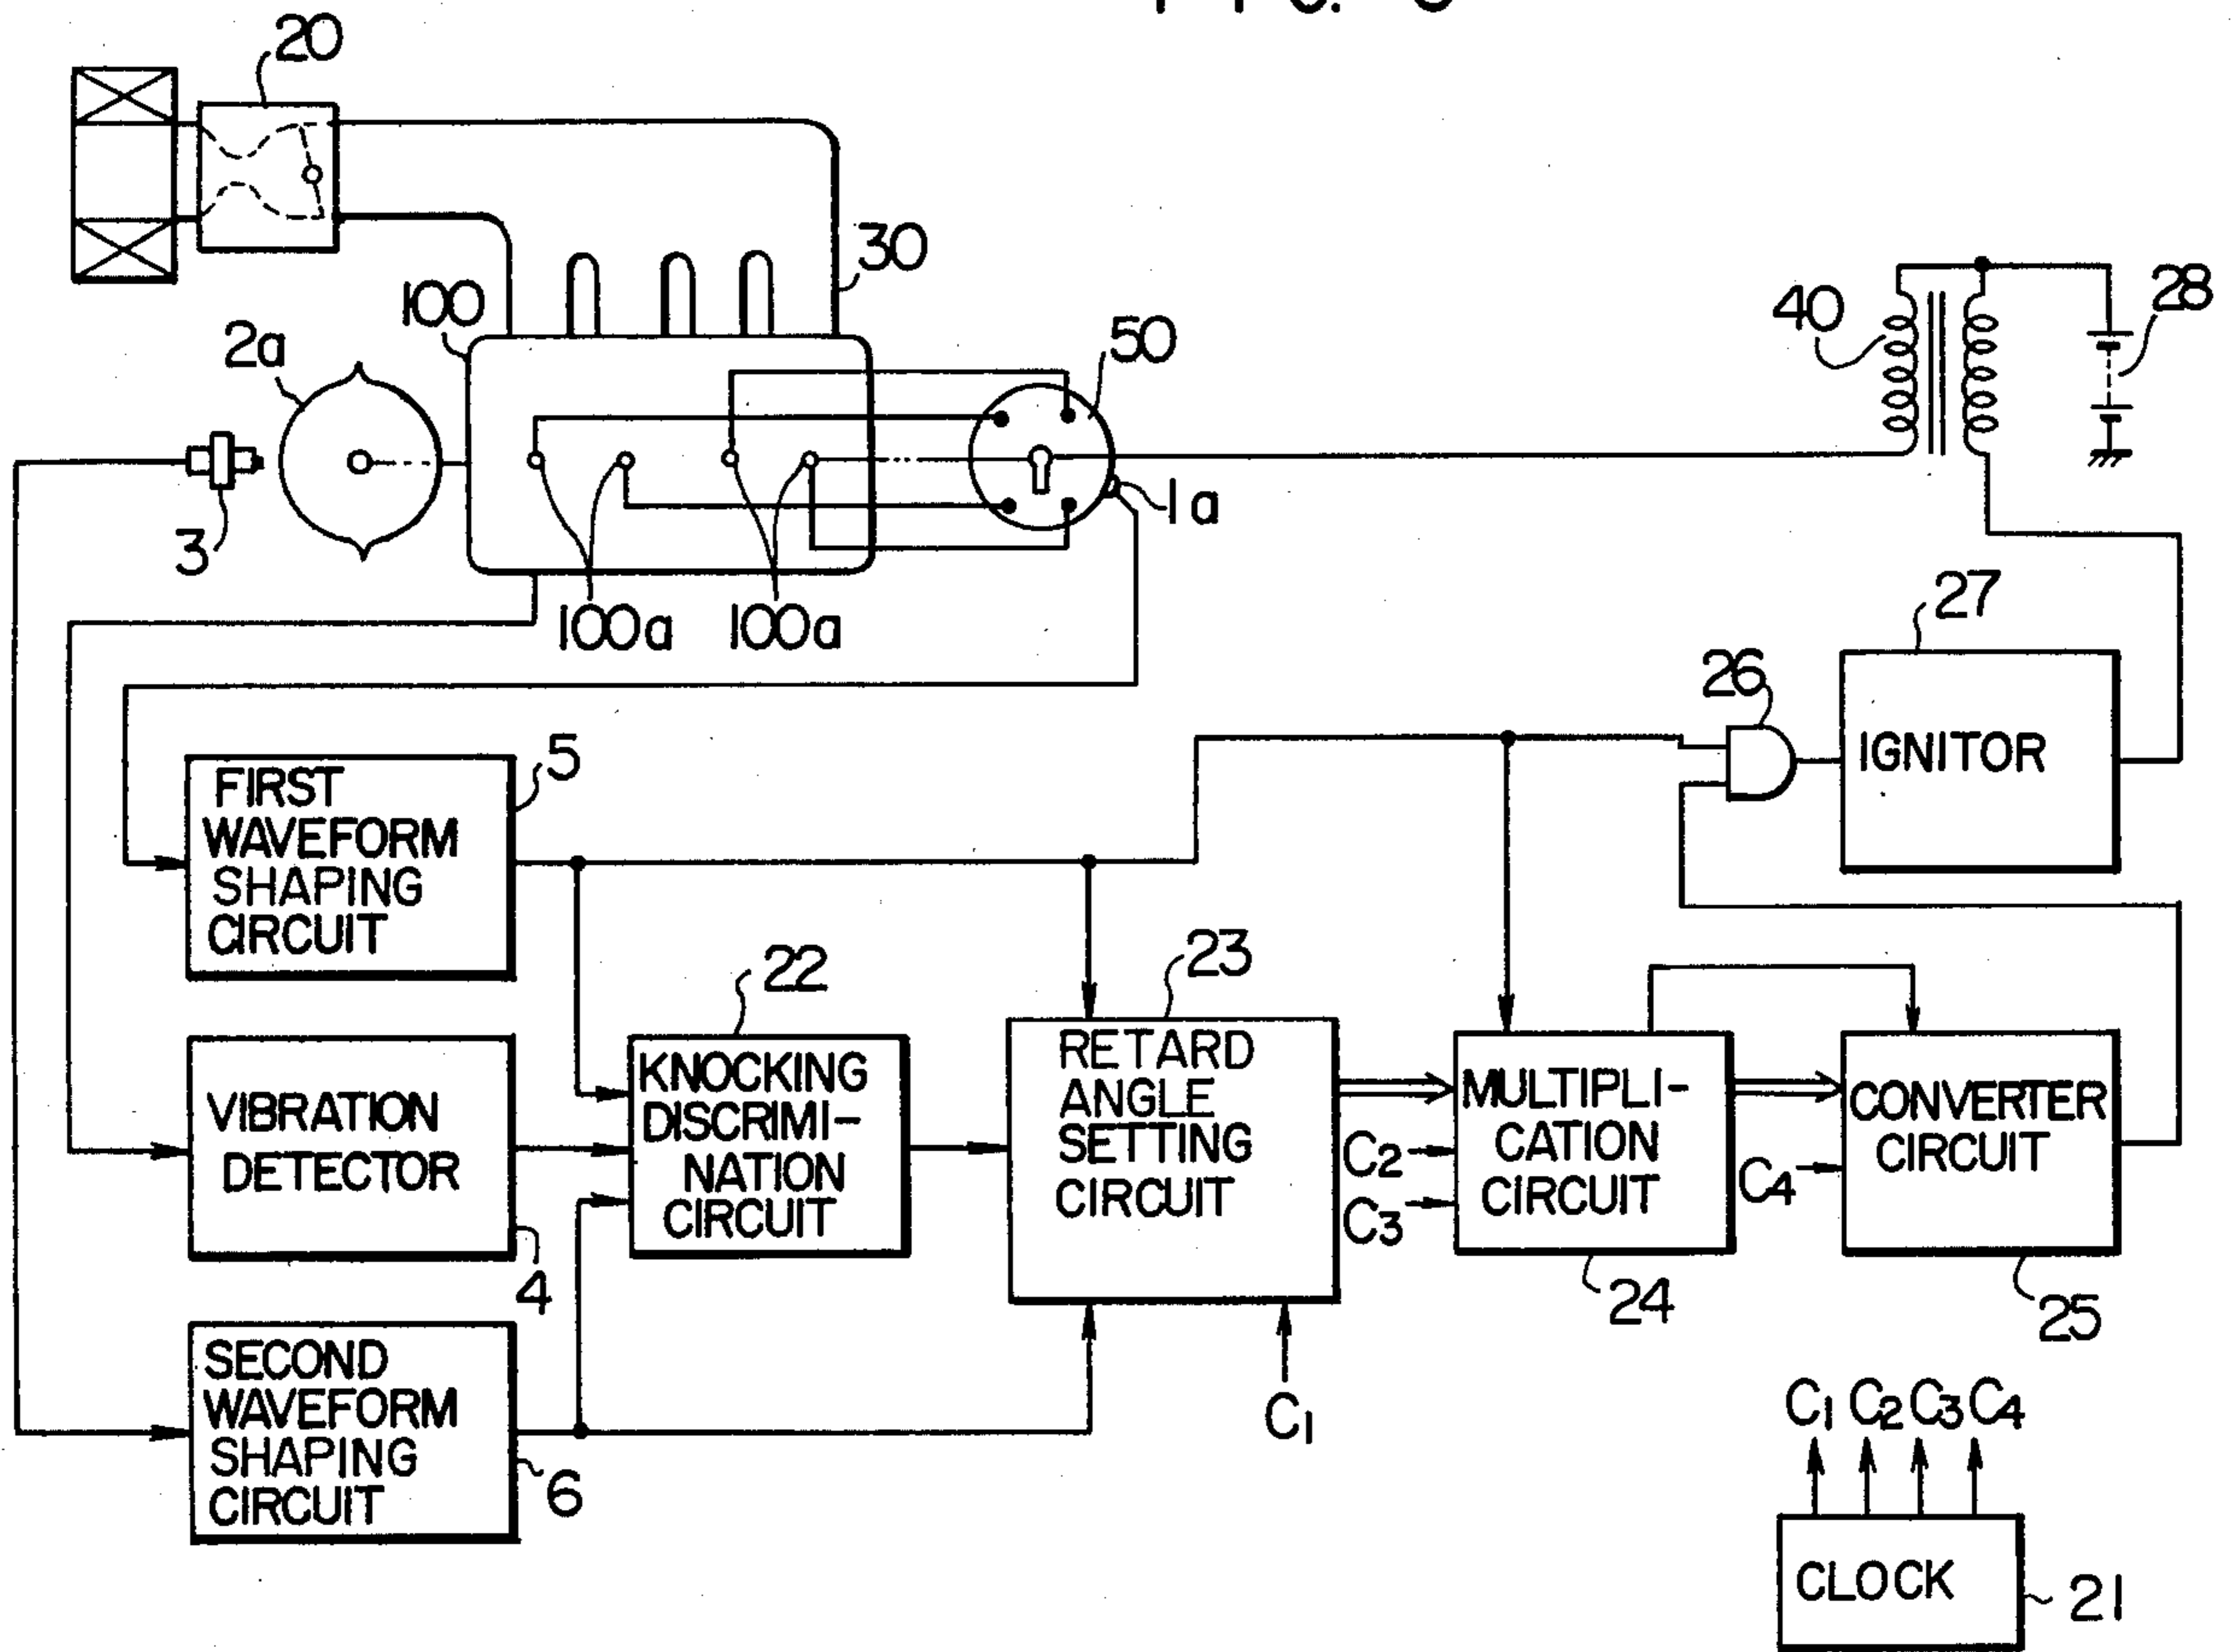 20
30
100
2a
50
40
28
3
1a
100a 100a
27
26
IGNITOR
5
FIRST
WAVEFORM
SHAPING
CIRCUIT
22
23
VIBRATION
DETECTOR
4
KNOCKING
DISCRIMI-
NATION
CIRCUIT
RETARD
ANGLE
SETTING
CIRCUIT
C2
C3
MULTIPLI-
CATION
CIRCUIT
24
C4
CONVERTER
CIRCUIT
25
SECOND
WAVEFORM
SHAPING
CIRCUIT
6
C1
C1 C2 C3 C4
CLOCK
21